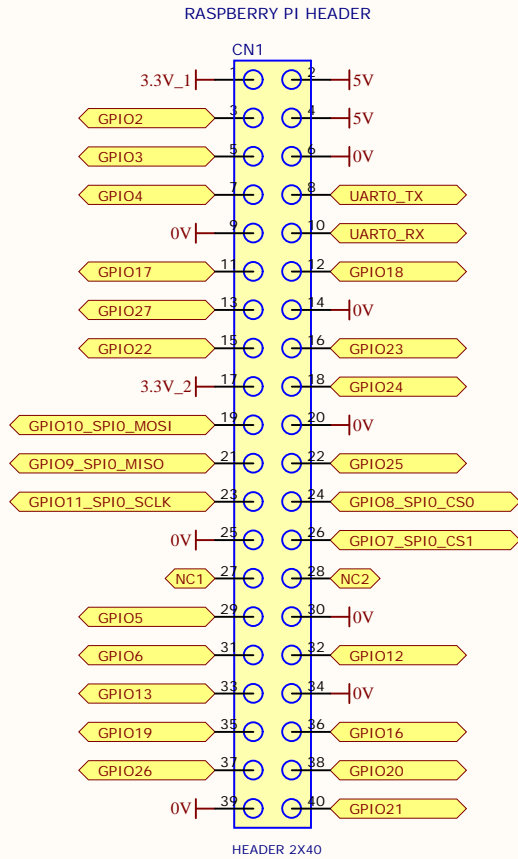 RASPBERRY PI HEADER
CN1
3.3V_1 1 2 5V
GPIO2 3 4 5V
GPIO3 5 6 0V
GPIO4 7 8 UART0_TX
0V 9 10 UART0_RX
GPIO17 11 12 GPIO18
GPIO27 13 14 0V
GPIO22 15 16 GPIO23
3.3V_2 17 18 GPIO24
GPIO10_SPI0_MOSI 19 20 0V
GPIO9_SPI0_MISO 21 22 GPIO25
GPIO11_SPI0_SCLK 23 24 GPIO8_SPI0_CS0
0V 25 26 GPIO7_SPI0_CS1
NC1 27 28 NC2
GPIO5 29 30 0V
GPIO6 31 32 GPIO12
GPIO13 33 34 0V
GPIO19 35 36 GPIO16
GPIO26 37 38 GPIO20
0V 39 40 GPIO21
HEADER 2X40